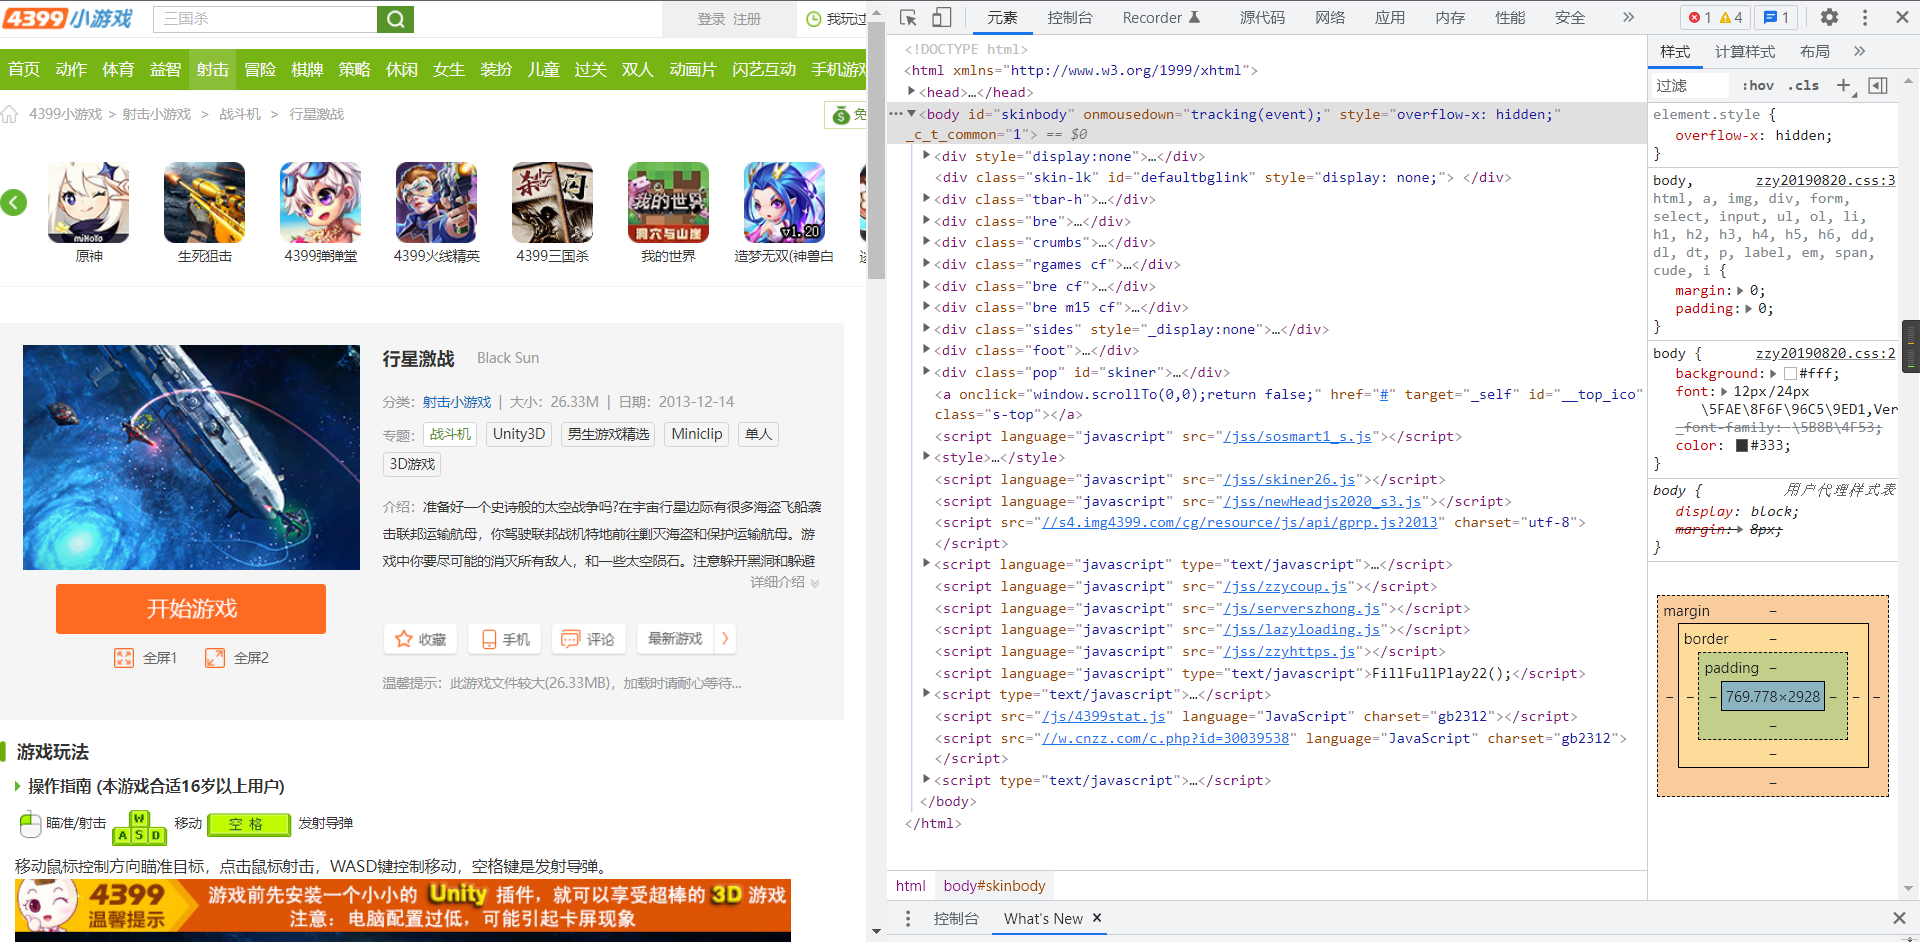 4399小游戏
三国杀
登录 注册
我玩过
首页 动作 体育 益智 射击 冒险 棋牌 策略 休闲 女生 装扮 儿童 过关 双人 动画片 闪艺互动 手机游戏
4399小游戏 > 射击小游戏 > 战斗机 > 行星激战
免
miHoYo
杀 闪
我的世界
洞穴与山崖
v1.20
原神
生死狙击
4399弹弹堂
4399火线精英
4399三国杀
我的世界
造梦无双(神兽白
行星激战 Black Sun
分类: 射击小游戏 | 大小: 26.33M | 日期: 2013-12-14
专题: 战斗机 Unity3D 男生游戏精选 Miniclip 单人
3D游戏
介绍: 准备好一个史诗般的太空战争吗?在宇宙行星边际有很多海盗飞船袭
击联邦运输航母，你驾驶联邦战机特地前往剿灭海盗和保护运输航母。游
戏中你要尽可能的消灭所有敌人，和一些太空陨石。注意躲开黑洞和躲避
详细介绍
开始游戏
全屏1 全屏2
收藏 手机 评论 最新游戏
温馨提示: 此游戏文件较大(26.33MB)，加载时请耐心等待...
游戏玩法
操作指南 (本游戏合适16岁以上用户)
瞄准/射击 W A S D 移动 空 格 发射导弹
移动鼠标控制方向瞄准目标，点击鼠标射击，WASD键控制移动，空格键是发射导弹。
4399 温馨提示
游戏前先安装一个小小的 Unity 插件，就可以享受超棒的 3D 游戏
注意：电脑配置过低，可能引起卡屏现象
元素 控制台 Recorder 源代码 网络 应用 内存 性能 安全 » 1 4 1
<!DOCTYPE html>
<html xmlns="http://www.w3.org/1999/xhtml">
<head>…</head>
<body id="skinbody" onmousedown="tracking(event);" style="overflow-x: hidden;"
_c_t_common="1"> == $0
<div style="display:none">…</div>
<div class="skin-lk" id="defaultbglink" style="display: none;"> </div>
<div class="tbar-h">…</div>
<div class="bre">…</div>
<div class="crumbs">…</div>
<div class="rgames cf">…</div>
<div class="bre cf">…</div>
<div class="bre m15 cf">…</div>
<div class="sides" style="_display:none">…</div>
<div class="foot">…</div>
<div class="pop" id="skiner">…</div>
<a onclick="window.scrollTo(0,0);return false;" href="#" target="_self" id="__top_ico"
class="s-top"></a>
<script language="javascript" src="/jss/sosmart1_s.js"></script>
<style>…</style>
<script language="javascript" src="/jss/skiner26.js"></script>
<script language="javascript" src="/jss/newHeadjs2020_s3.js"></script>
<script src="//s4.img4399.com/cg/resource/js/api/gprp.js?2013" charset="utf-8">
</script>
<script language="javascript" type="text/javascript">…</script>
<script language="javascript" src="/jss/zzycoup.js"></script>
<script language="javascript" src="/js/serverszhong.js"></script>
<script language="javascript" src="/jss/lazyloading.js"></script>
<script language="javascript" src="/jss/zzyhttps.js"></script>
<script language="javascript" type="text/javascript">FillFullPlay22();</script>
<script type="text/javascript">…</script>
<script src="/js/4399stat.js" language="JavaScript" charset="gb2312"></script>
<script src="//w.cnzz.com/c.php?id=30039538" language="JavaScript" charset="gb2312">
</script>
<script type="text/javascript">…</script>
</body>
</html>
html body#skinbody
控制台 What's New ×
样式 计算样式 布局 »
过滤 :hov .cls +
element.style {
overflow-x: hidden;
}
body, zzy20190820.css:3
html, a, img, div, form,
select, input, ul, ol, li,
h1, h2, h3, h4, h5, h6, dd,
dl, dt, p, label, em, span,
cude, i {
margin: 0;
padding: 0;
}
body { zzy20190820.css:2
background: #fff;
font: 12px/24px
\5FAE\8F6F\96C5\9ED1,Ver
_font-family: \5B8B\4F53;
color: #333;
}
body { 用户代理样式表
display: block;
margin: 8px;
}
margin –
border –
padding –
– – – 769.778×2928 – – –
–
–
–